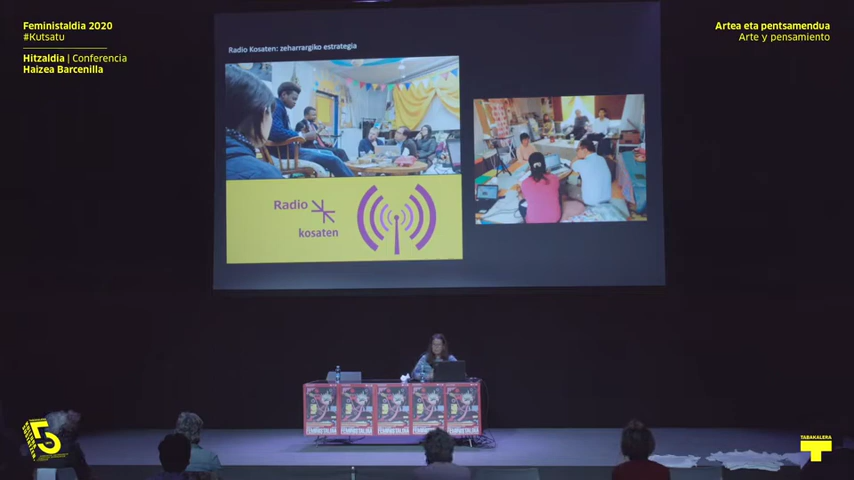 Feministaldia 2020
#Kutsatu
Hitzaldia | Conferencia
Haizea Barcenilla
Artea eta pentsamendua
Arte y pensamiento
Radio Kosaten: zeharrargiko estrategia
Radio
kosaten
TABAKALERA